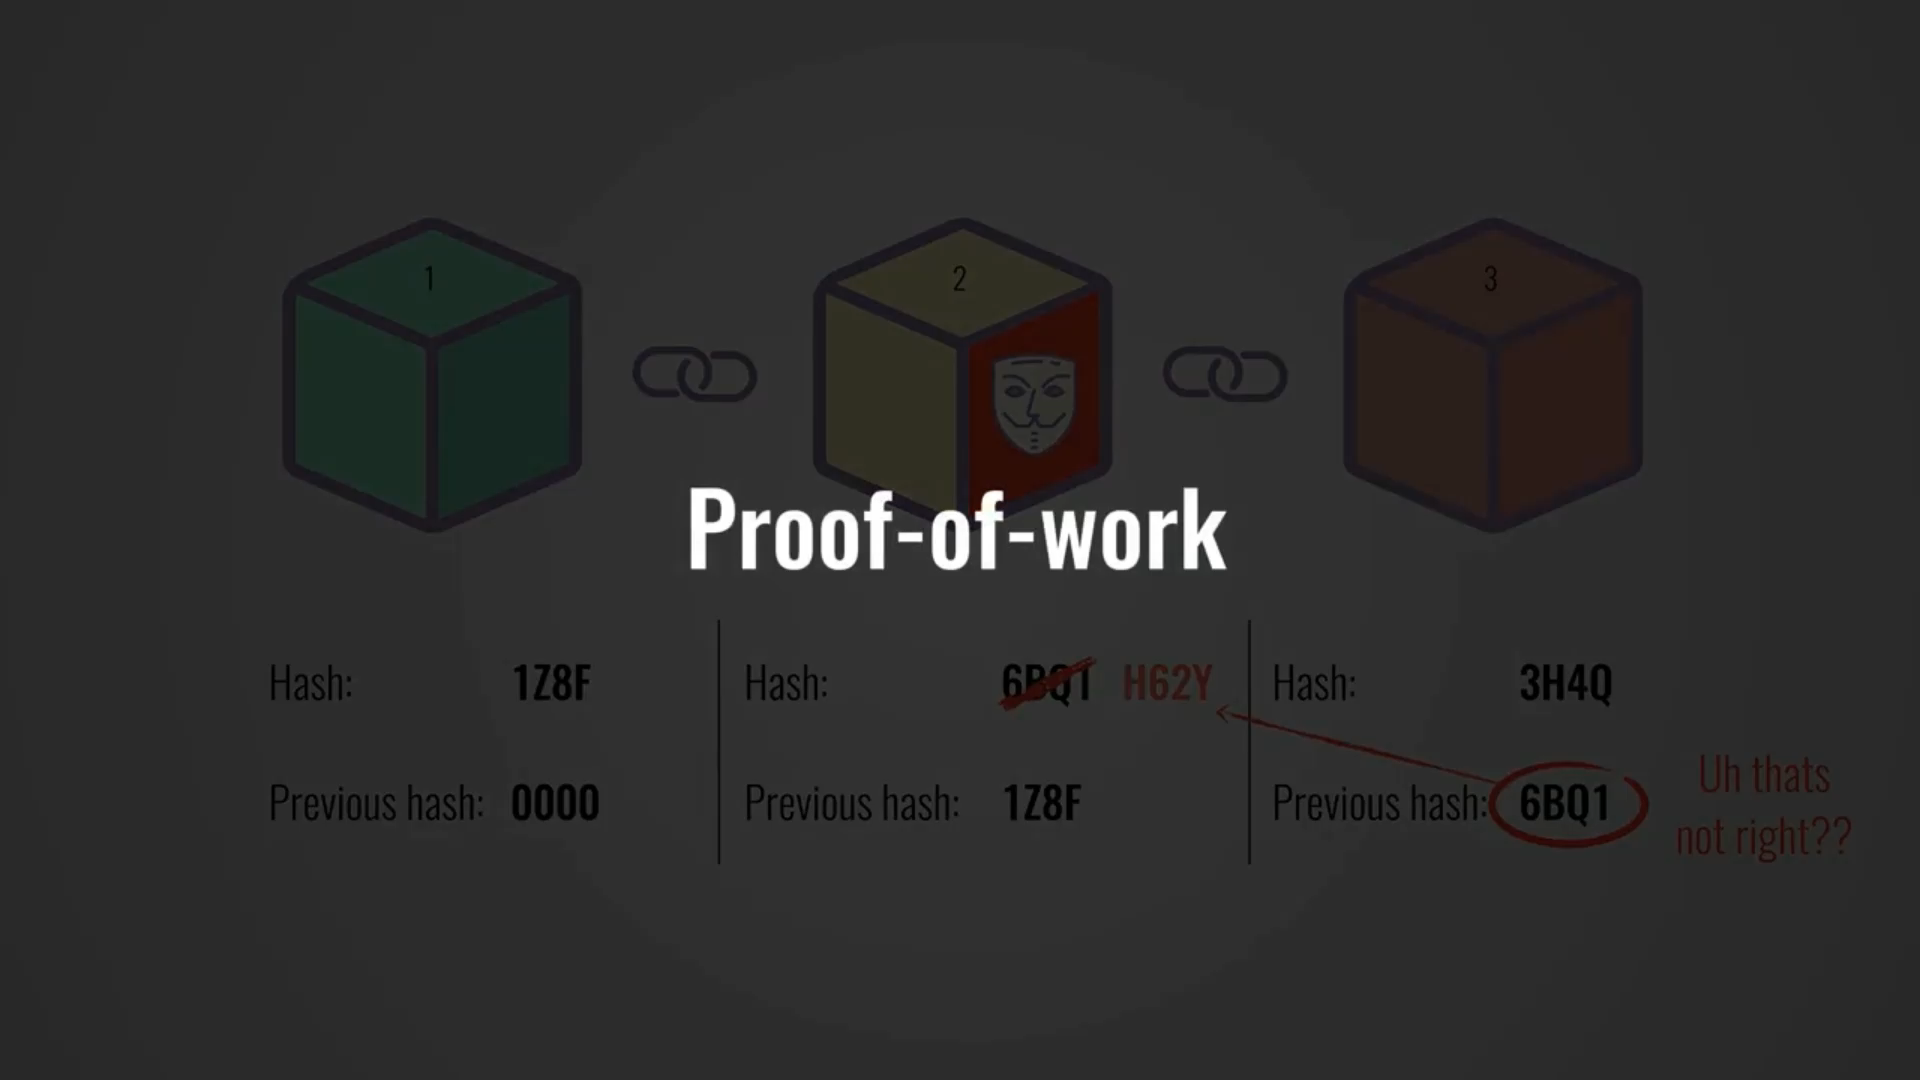 1
2
3
Proof-of-work
Hash: 1Z8F
Previous hash: 0000
Hash: 6BQ1 H62Y
Previous hash: 1Z8F
Hash: 3H4Q
Previous hash: 6BQ1
Uh thats
not right??